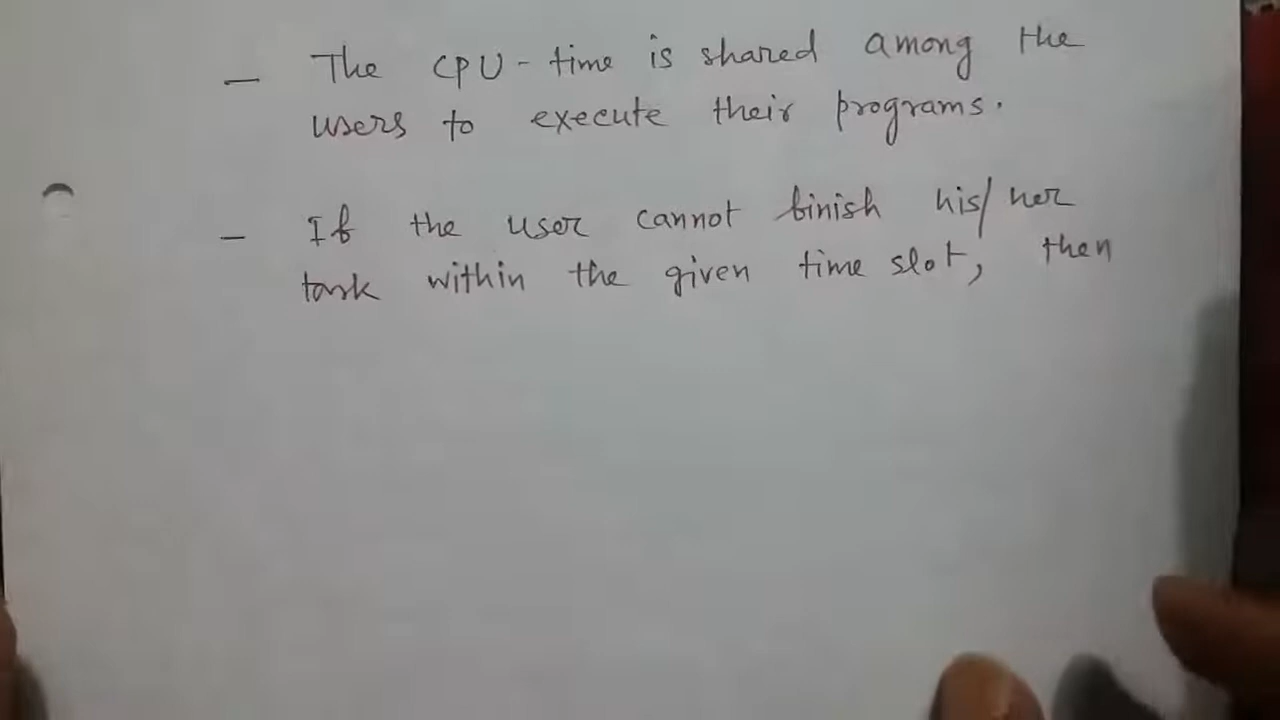 — The CPU - time is shared among the
users to execute their programs.
— If the user cannot finish his/her
task within the given time slot, then